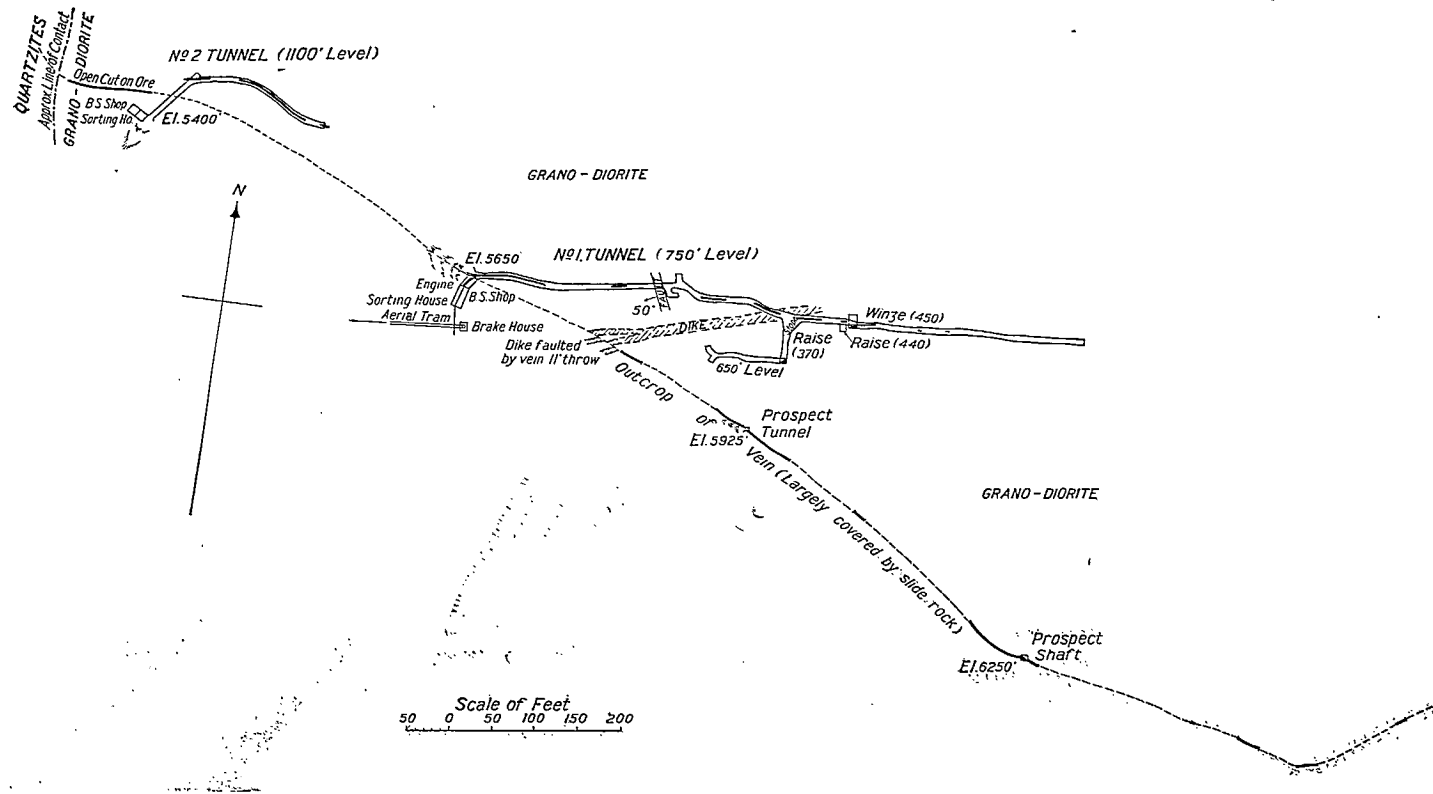 QUARTZITES
Approx. Line of Contact
GRANO-DIORITE
Nº 2 TUNNEL (1100' Level)
Open Cut on Ore
B.S. Shop
Sorting Ho.
El. 5400'
GRANO-DIORITE
N
Nº 1. TUNNEL (750' Level)
El. 5650'
Engine
B.S. Shop
Sorting House
Aerial Tram
Brake House
50°
FAULT
DIKE
Dike faulted
by vein 11' throw
Winze (450)
Raise (440)
Raise
(370)
650' Level
Outcrop of Vein (Largely covered by slide rock)
Prospect
Tunnel
El. 5925'
GRANO-DIORITE
Prospect
Shaft
El. 6250'
Scale of Feet
50 0 50 100 150 200